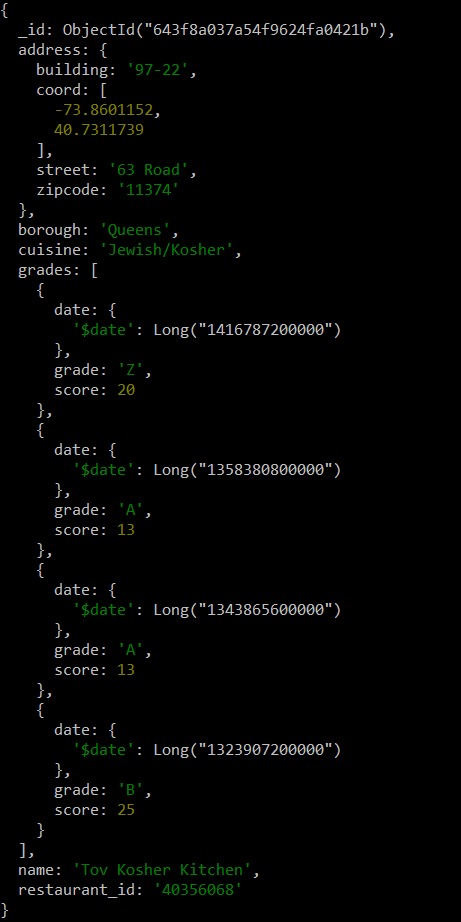 {
  _id: ObjectId("643f8a037a54f9624fa0421b"),
  address: {
    building: '97-22',
    coord: [
      -73.8601152,
      40.7311739
    ],
    street: '63 Road',
    zipcode: '11374'
  },
  borough: 'Queens',
  cuisine: 'Jewish/Kosher',
  grades: [
    {
      date: {
        '$date': Long("1416787200000")
      },
      grade: 'Z',
      score: 20
    },
    {
      date: {
        '$date': Long("1358380800000")
      },
      grade: 'A',
      score: 13
    },
    {
      date: {
        '$date': Long("1343865600000")
      },
      grade: 'A',
      score: 13
    },
    {
      date: {
        '$date': Long("1323907200000")
      },
      grade: 'B',
      score: 25
    }
  ],
  name: 'Tov Kosher Kitchen',
  restaurant_id: '40356068'
}